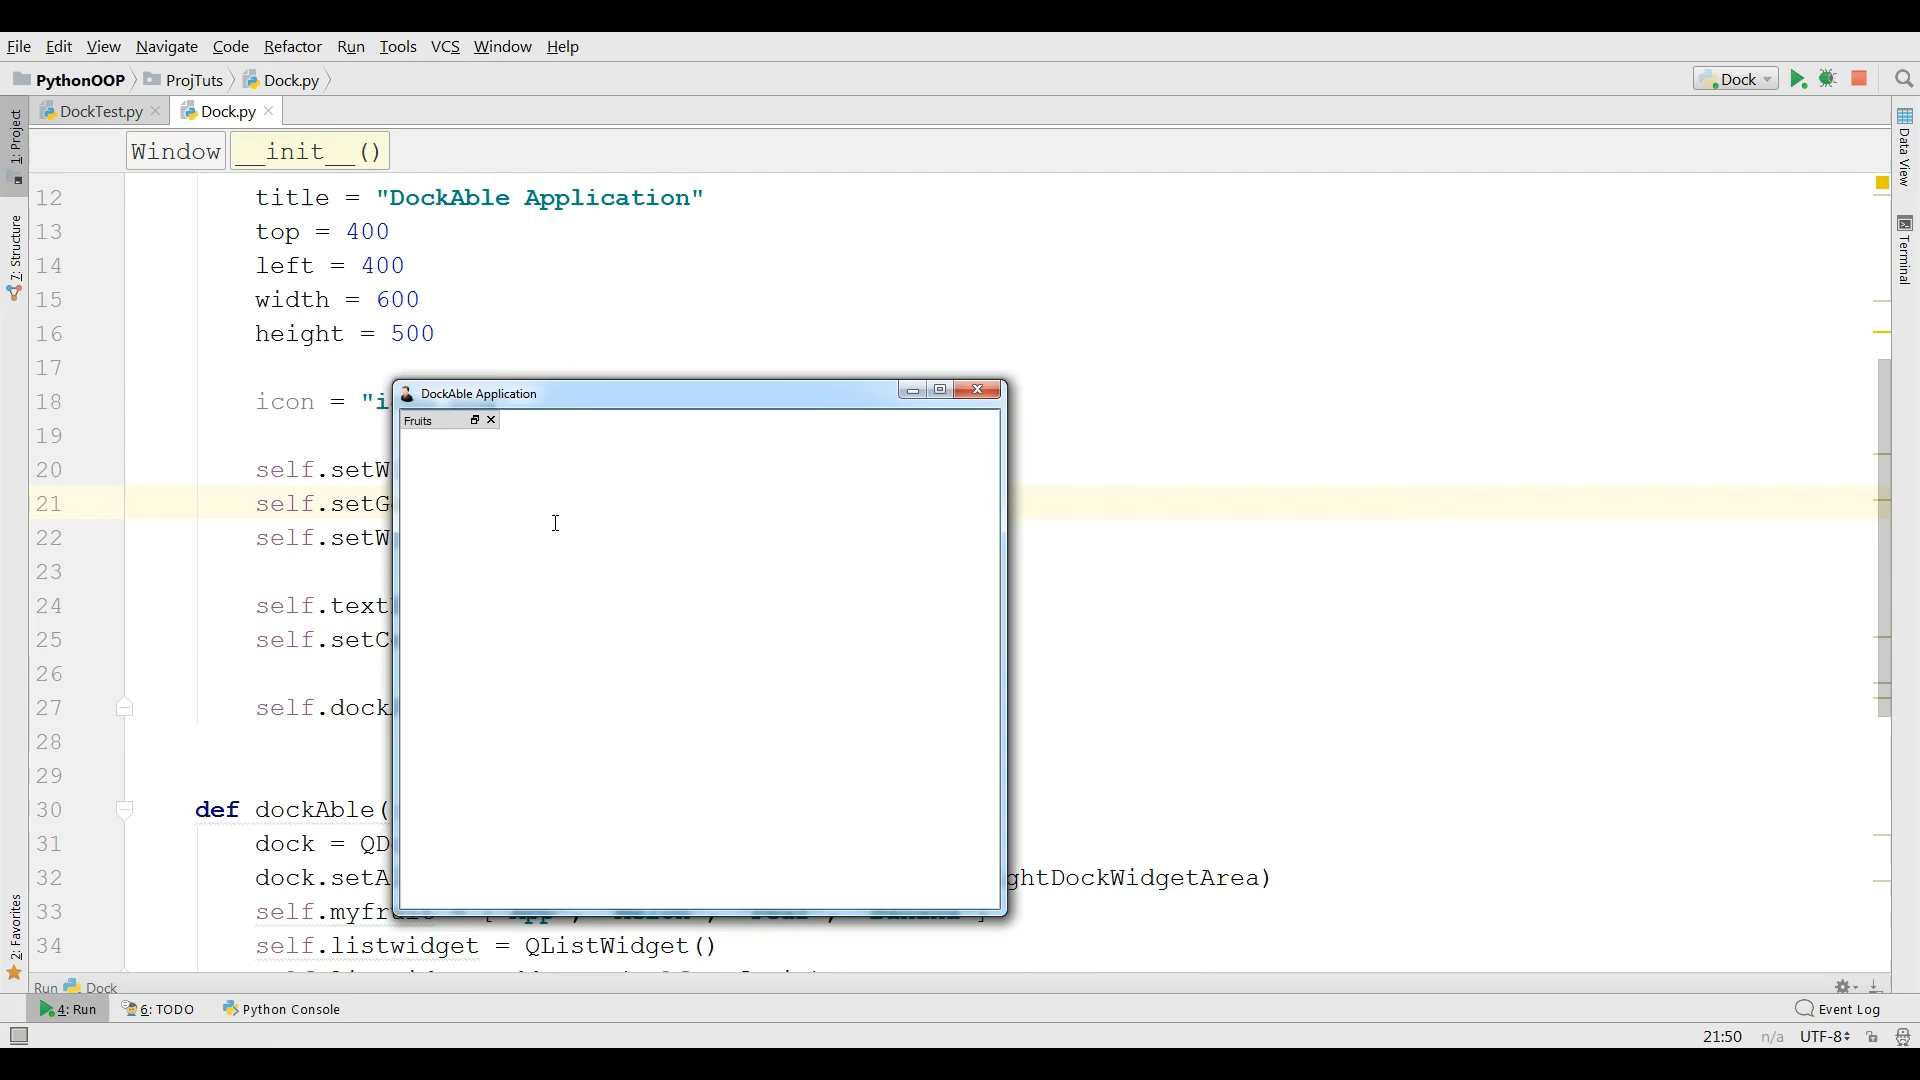 File Edit View Navigate Code Refactor Run Tools VCS Window Help
PythonOOP ProjTuts Dock.py
Dock
DockTest.py Dock.py
Window __init__()
1: Project
7: Structure
2: Favorites
Data View
Terminal
12 title = "DockAble Application"
13 top = 400
14 left = 400
15 width = 600
16 height = 500
17
18 icon = "i
19
20 self.setW
21 self.setG
22 self.setW
23
24 self.text
25 self.setC
26
27 self.dock
28
29
30 def dockAble(
31 dock = QD
32 dock.setA ghtDockWidgetArea)
33 self.myfr
34 self.listwidget = QListWidget()
DockAble Application
Fruits
Run Dock
4: Run 6: TODO Python Console Event Log
21:50 n/a UTF-8